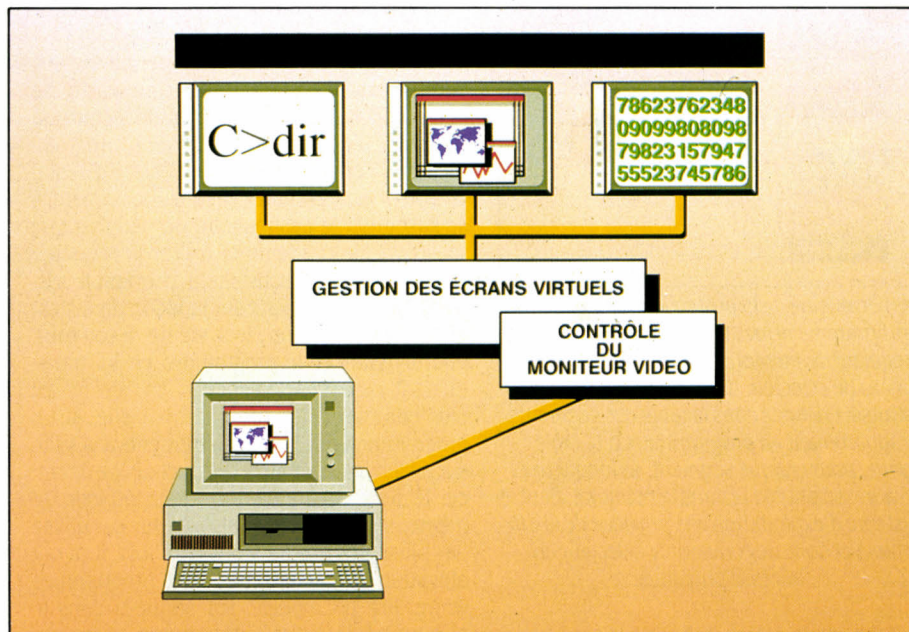 C>dir
78623762348
09099808098
79823157947
55523745786
GESTION DES ÉCRANS VIRTUELS
CONTRÔLE
DU
MONITEUR VIDEO